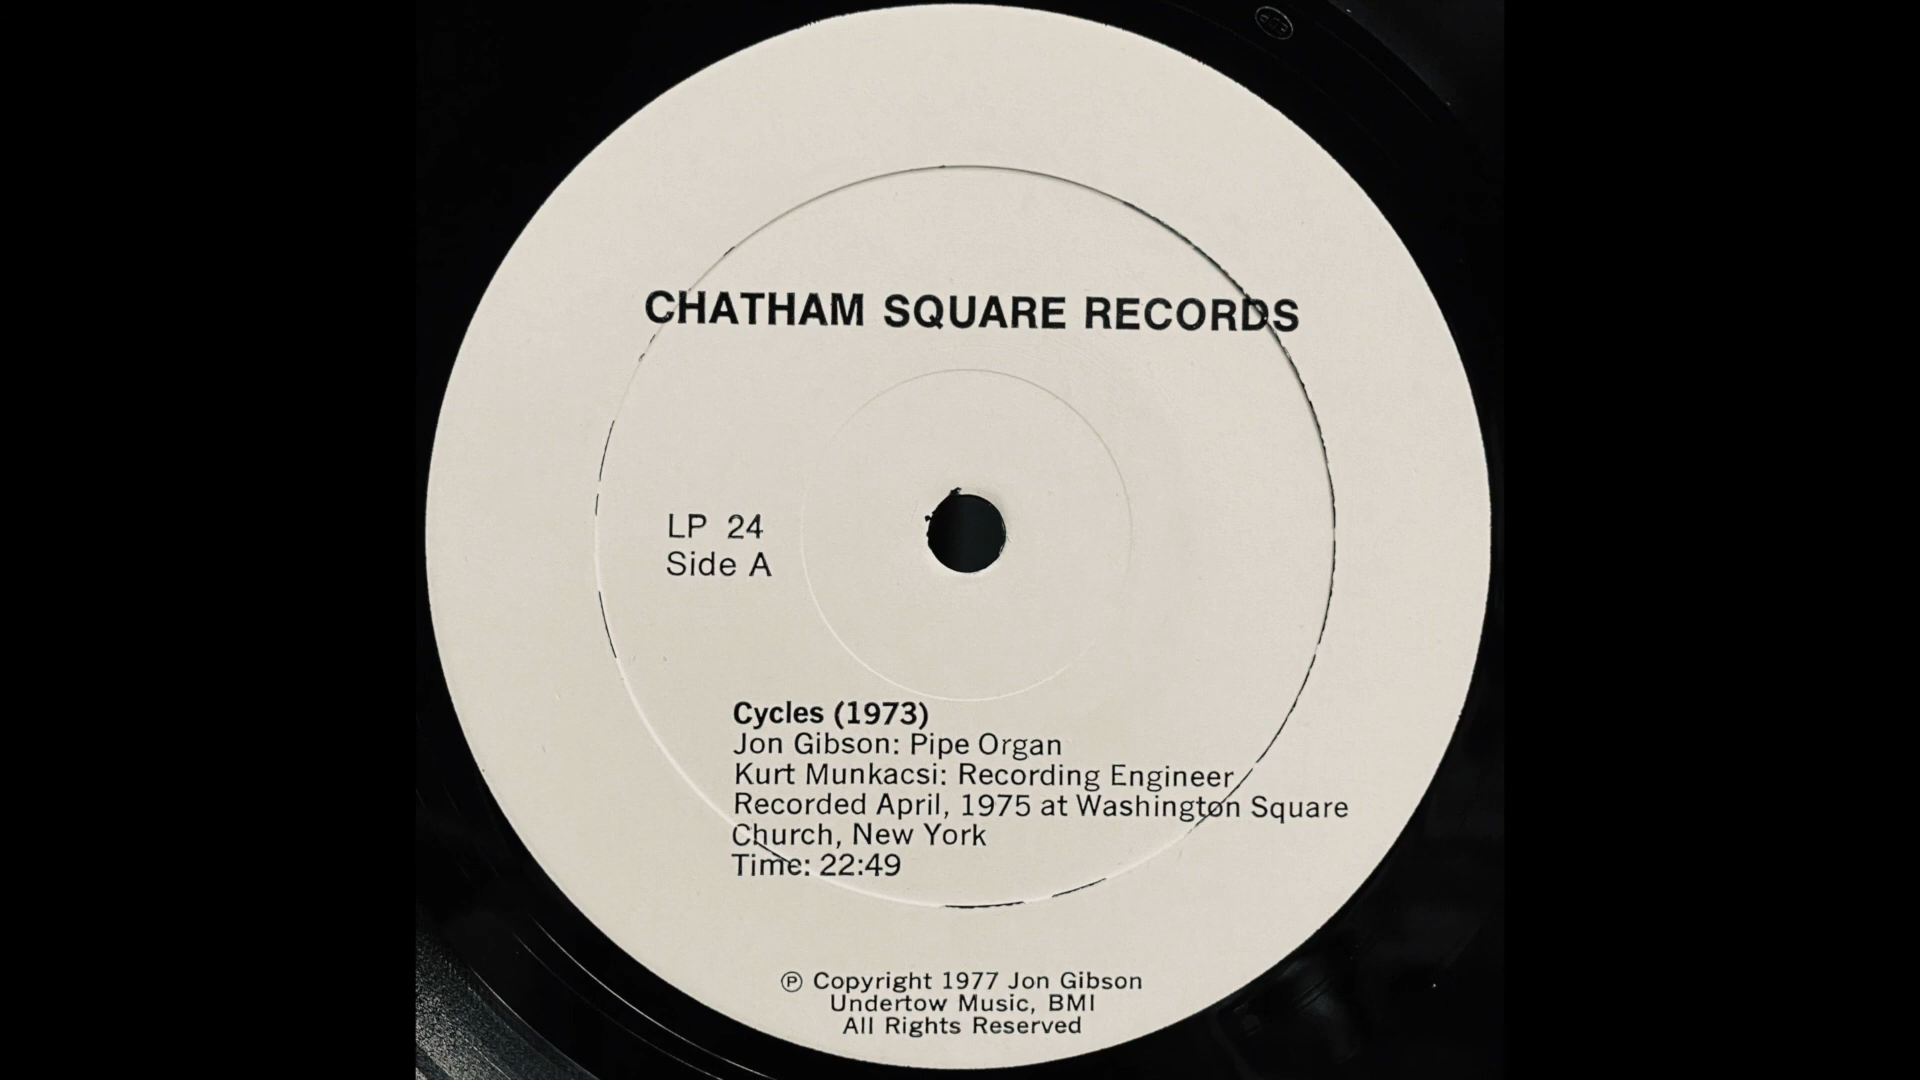 CHATHAM SQUARE RECORDS
LP 24
Side A
Cycles (1973)
Jon Gibson: Pipe Organ
Kurt Munkacsi: Recording Engineer
Recorded April, 1975 at Washington Square
Church, New York
Time: 22:49
℗ Copyright 1977 Jon Gibson
Undertow Music, BMI
All Rights Reserved